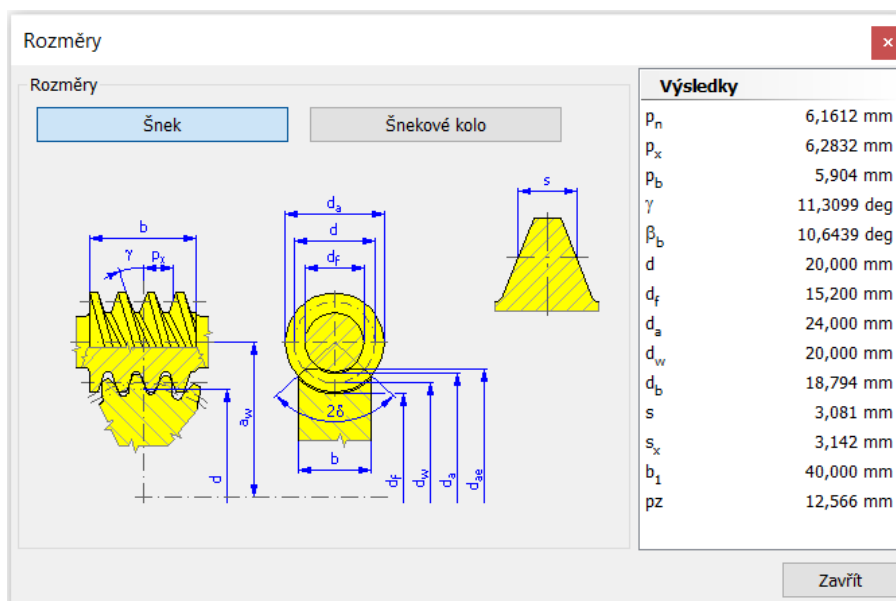 Rozměry
×
Rozměry
Šnek
Šnekové kolo
b
γ
px
aw
d
da
d
df
2δ
b
df
dw
da
dae
s
Výsledky
pn 6,1612 mm
px 6,2832 mm
pb 5,904 mm
γ 11,3099 deg
βb 10,6439 deg
d 20,000 mm
df 15,200 mm
da 24,000 mm
dw 20,000 mm
db 18,794 mm
s 3,081 mm
sx 3,142 mm
b1 40,000 mm
pz 12,566 mm
Zavřít